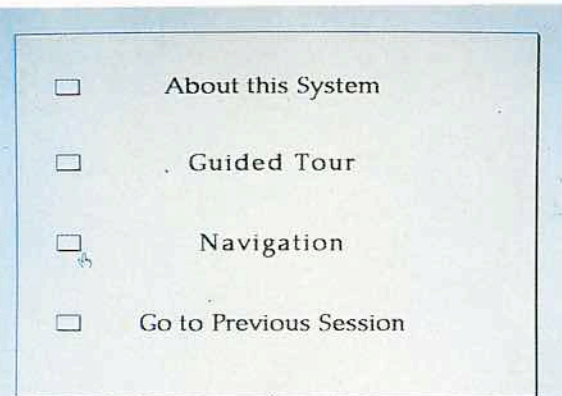 About this System
Guided Tour
Navigation
Go to Previous Session